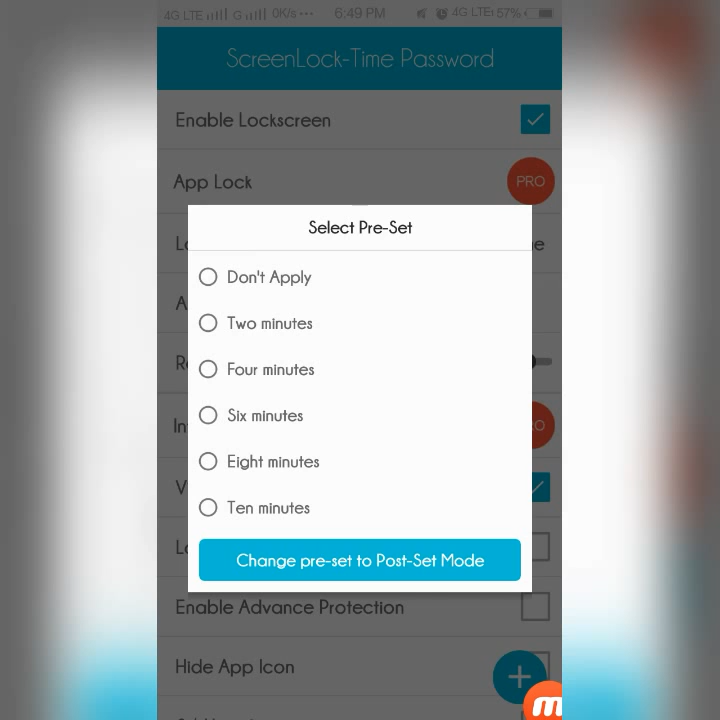 4G LTE G 0K/s ··· 6:49 PM 4G LTE 57%
ScreenLock-Time Password
Enable Lockscreen
App Lock PRO
Select Pre-Set
Don't Apply
Two minutes
Four minutes
Six minutes
Eight minutes
Ten minutes
Change pre-set to Post-Set Mode
Enable Advance Protection
Hide App Icon